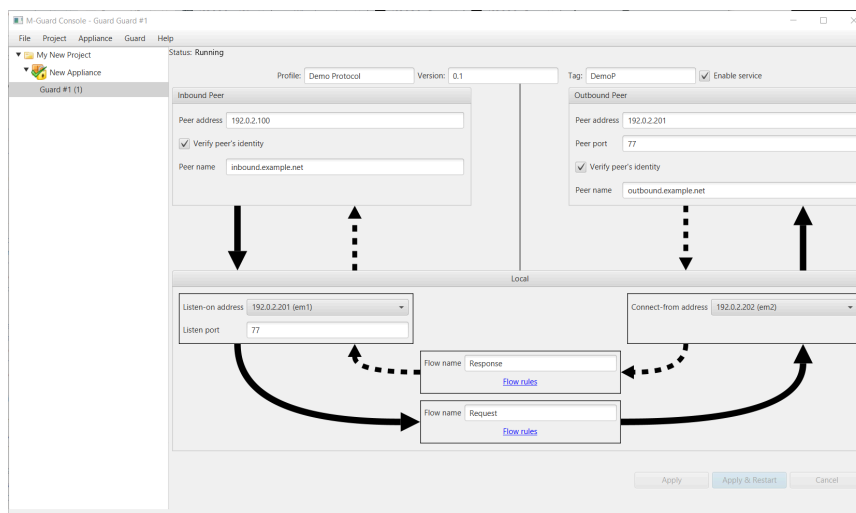 M-Guard Console - Guard Guard #1
File Project Appliance Guard Help
My New Project
New Appliance
Guard #1 (1)
Status: Running
Profile: Demo Protocol Version: 0.1 Tag: DemoP Enable service
Inbound Peer
Peer address 192.0.2.100
Verify peer's identity
Peer name inbound.example.net
Outbound Peer
Peer address 192.0.2.201
Peer port 77
Verify peer's identity
Peer name outbound.example.net
Local
Listen-on address 192.0.2.201 (em1)
Listen port 77
Connect-from address 192.0.2.202 (em2)
Flow name Response
Flow rules
Flow name Request
Flow rules
Apply Apply & Restart Cancel